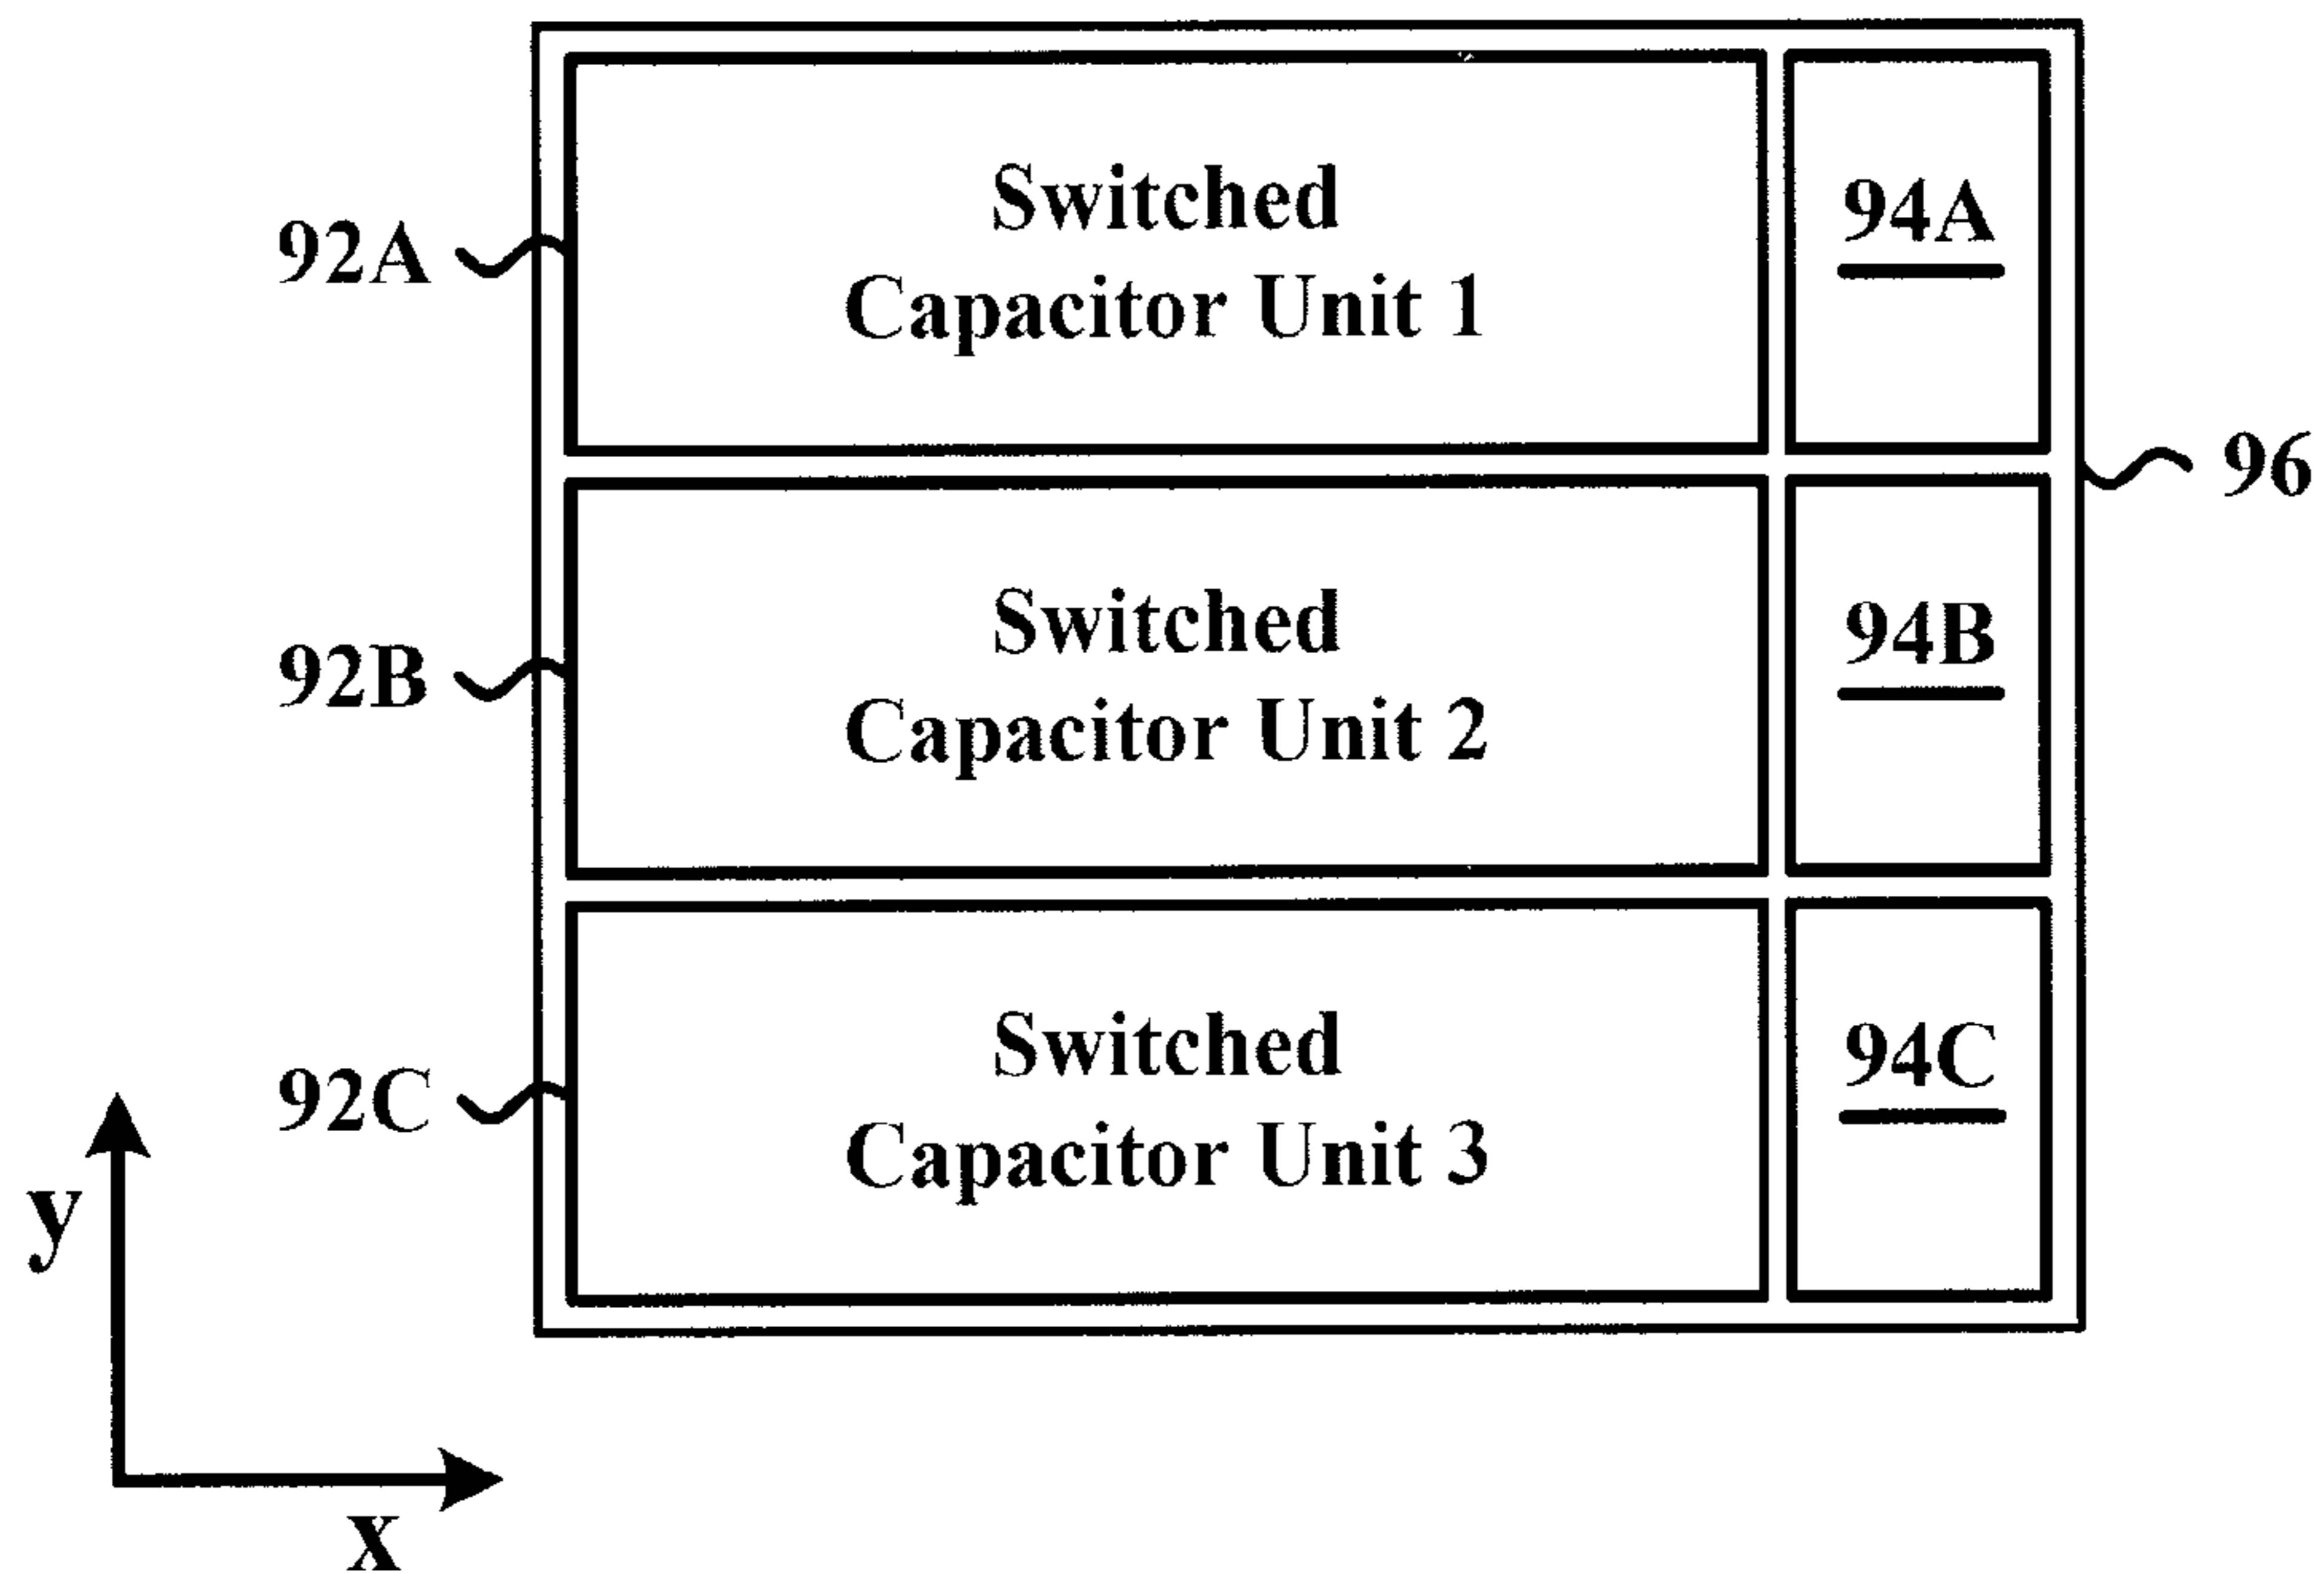 92A
Switched
Capacitor Unit 1
94A
96
92B
Switched
Capacitor Unit 2
94B
92C
Switched
Capacitor Unit 3
94C
y
x